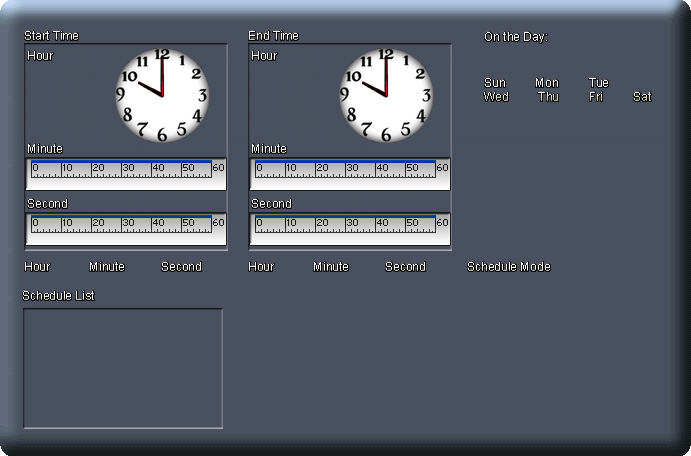 Start Time
End Time
On the Day:
Hour
12 1 2 3 4 5 6 7 8 9 10 11
Hour
12 1 2 3 4 5 6 7 8 9 10 11
Sun Mon Tue
Wed Thu Fri Sat
Minute
Minute
0 10 20 30 40 50 60
0 10 20 30 40 50 60
Second
Second
0 10 20 30 40 50 60
0 10 20 30 40 50 60
Hour Minute Second
Hour Minute Second
Schedule Mode
Schedule List